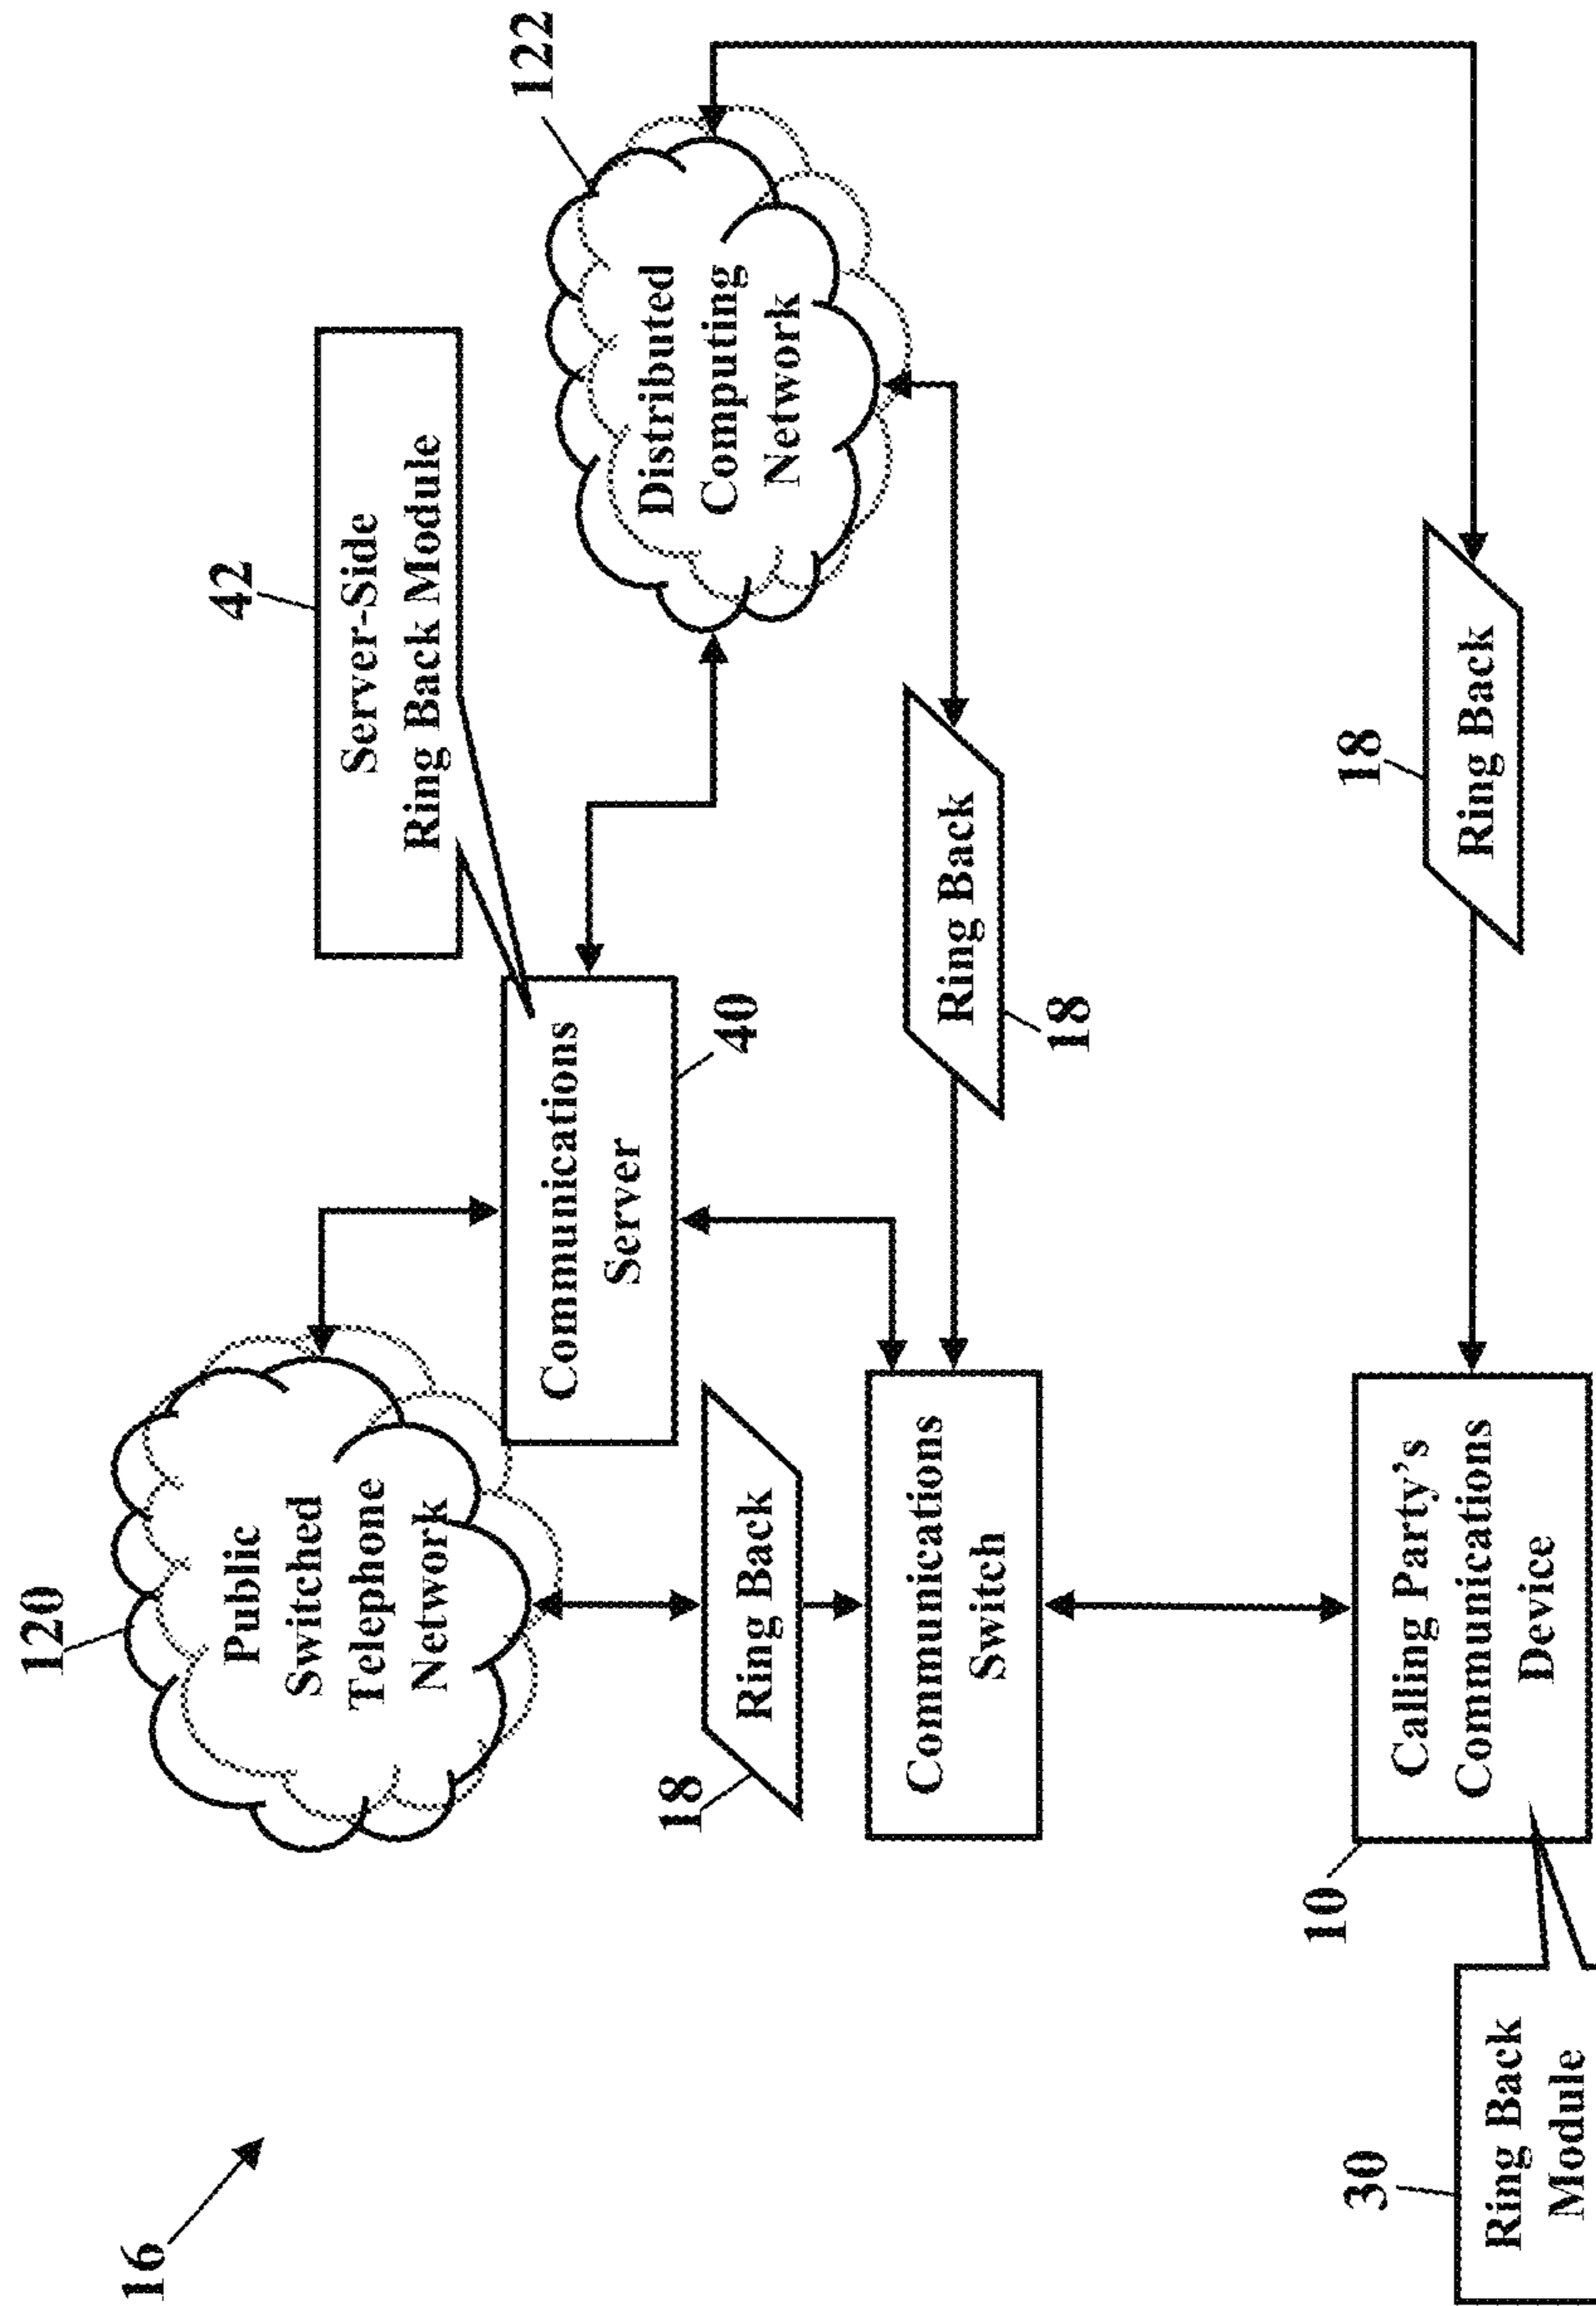 16
120
Public
Switched
Telephone
Network
42
Server-Side
Ring Back Module
122
Distributed
Computing
Network
Communications
Server
40
18
Ring Back
Ring Back
18
Communications
Switch
18
Ring Back
10
Calling Party's
Communications
Device
30
Ring Back
Module